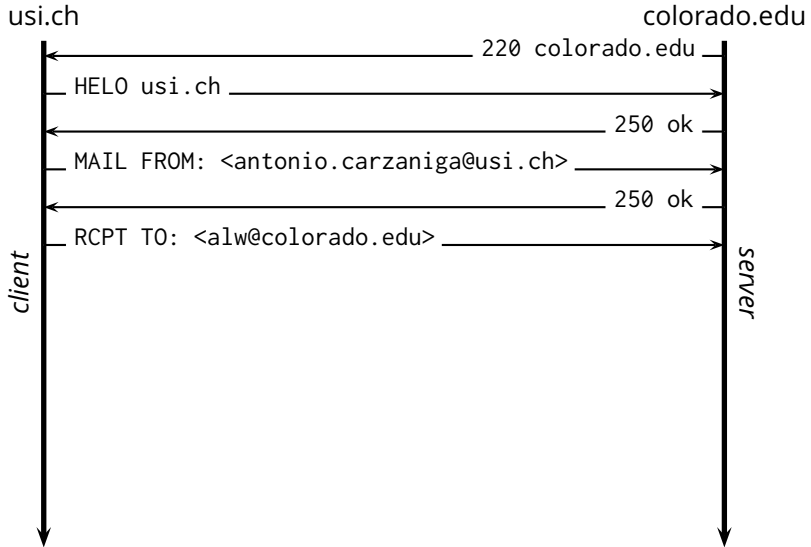 usi.ch
colorado.edu
220 colorado.edu
HELO usi.ch
250 ok
MAIL FROM: <antonio.carzaniga@usi.ch>
250 ok
RCPT TO: <alw@colorado.edu>
client
server